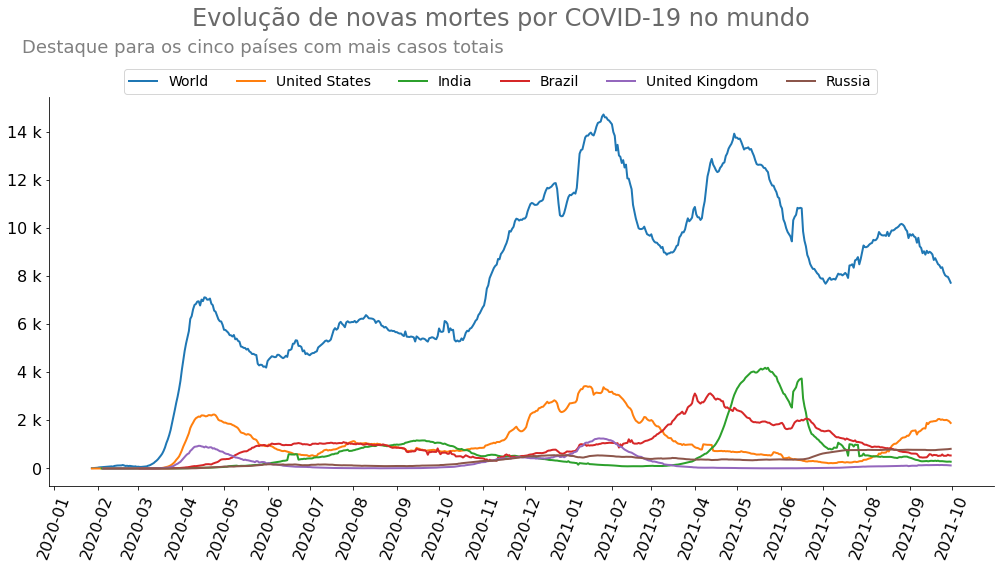 Evolução de novas mortes por COVID-19 no mundo
Destaque para os cinco países com mais casos totais
World United States India Brazil United Kingdom Russia
14 k
12 k
10 k
8 k
6 k
4 k
2 k
0
2020-01 2020-02 2020-03 2020-04 2020-05 2020-06 2020-07 2020-08 2020-09 2020-10 2020-11 2020-12 2021-01 2021-02 2021-03 2021-04 2021-05 2021-06 2021-07 2021-08 2021-09 2021-10